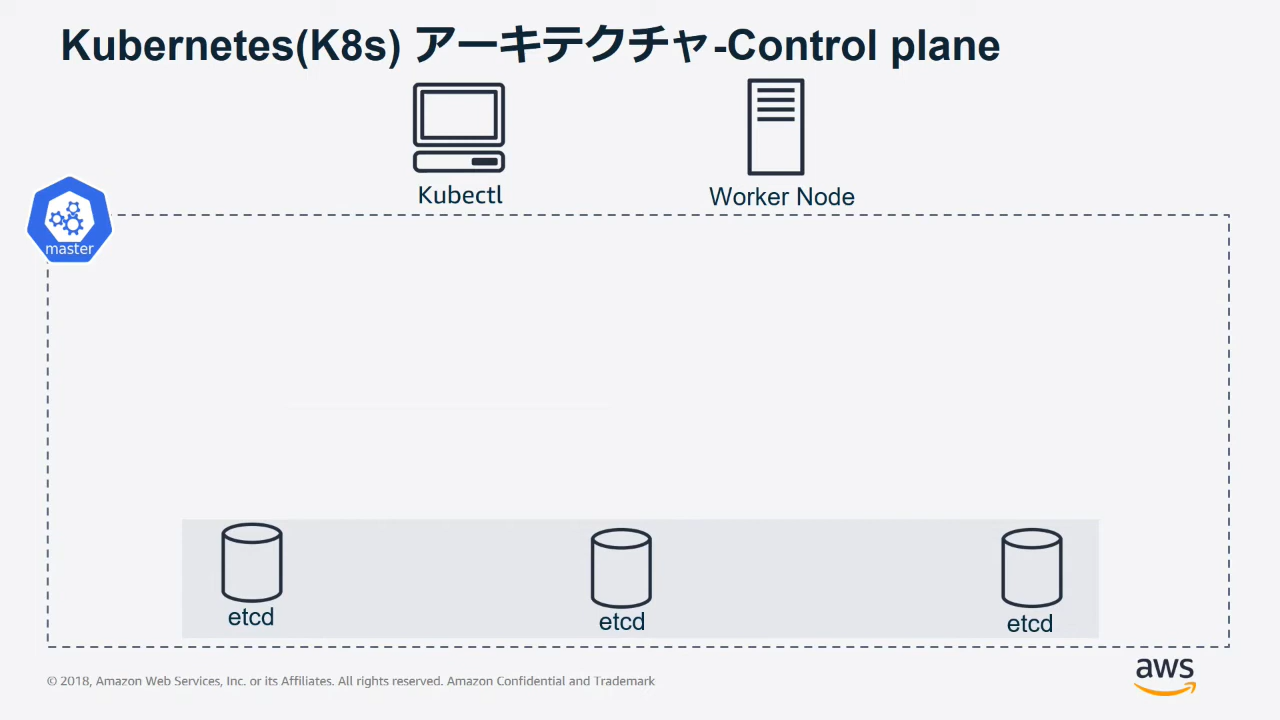 Kubernetes(K8s) アーキテクチャ-Control plane
Kubectl
Worker Node
master
etcd
etcd
etcd
© 2018, Amazon Web Services, Inc. or its Affiliates. All rights reserved. Amazon Confidential and Trademark
aws